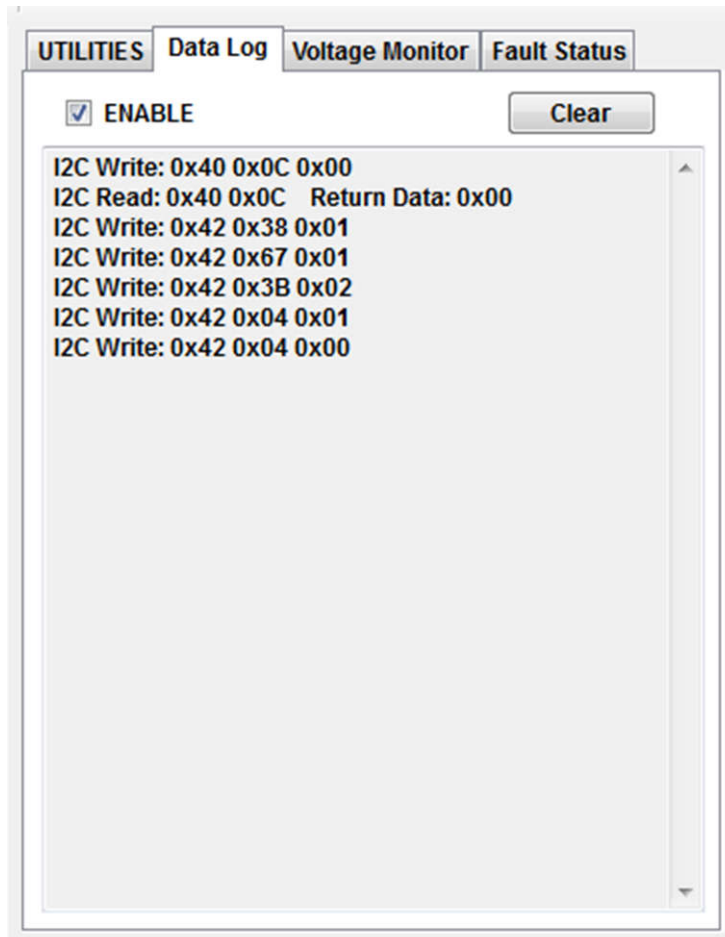 UTILITIES Data Log Voltage Monitor Fault Status
ENABLE Clear
I2C Write: 0x40 0x0C 0x00
I2C Read: 0x40 0x0C Return Data: 0x00
I2C Write: 0x42 0x38 0x01
I2C Write: 0x42 0x67 0x01
I2C Write: 0x42 0x3B 0x02
I2C Write: 0x42 0x04 0x01
I2C Write: 0x42 0x04 0x00